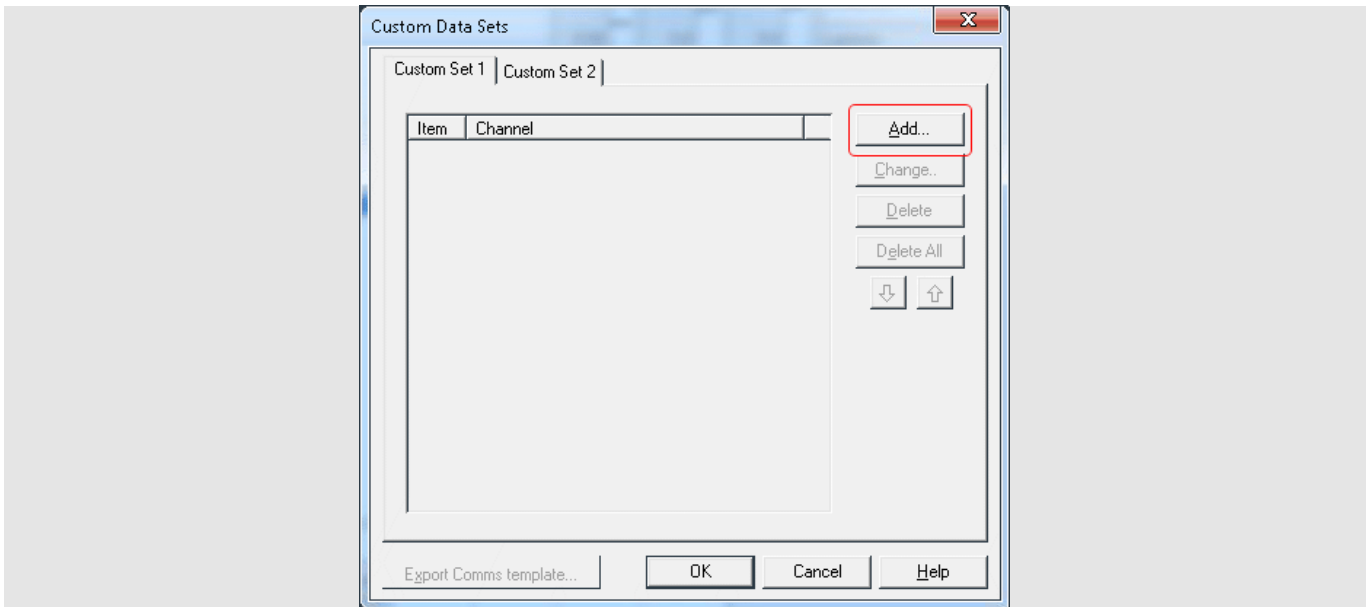 Custom Data Sets
Custom Set 1 Custom Set 2
Item Channel
Add...
Change..
Delete
Delete All
Export Comms template... OK Cancel Help